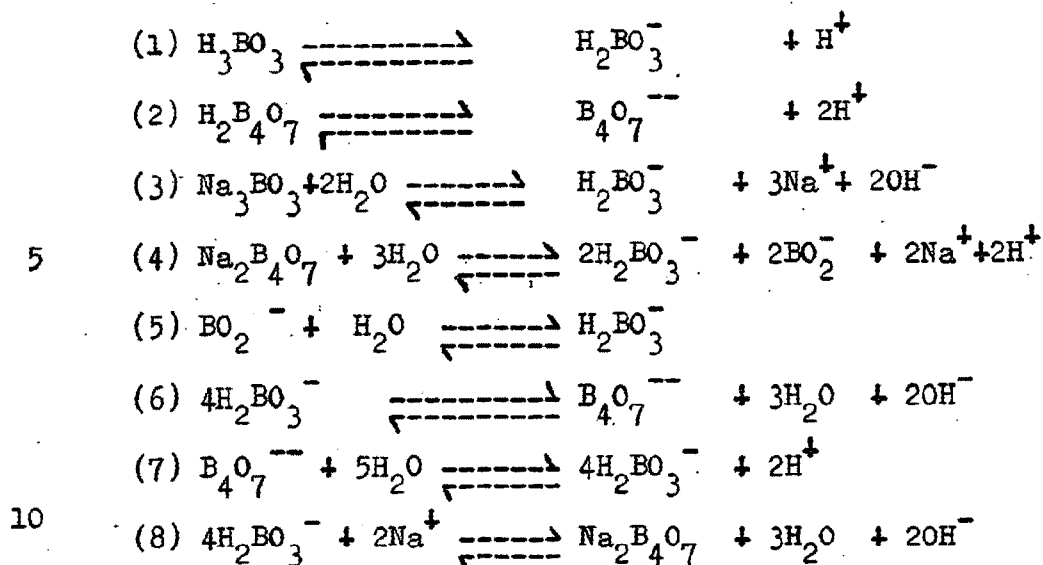 (1) H₃BO₃ ⇌ H₂BO₃⁻ + H⁺
(2) H₂B₄O₇ ⇌ B₄O₇⁻⁻ + 2H⁺
(3) Na₃BO₃+2H₂O ⇌ H₂BO₃⁻ + 3Na⁺+ 2OH⁻
5 (4) Na₂B₄O₇ + 3H₂O ⇌ 2H₂BO₃⁻ + 2BO₂⁻ + 2Na⁺+2H⁺
(5) BO₂⁻ + H₂O ⇌ H₂BO₃⁻
(6) 4H₂BO₃⁻ ⇌ B₄O₇⁻⁻ + 3H₂O + 2OH⁻
(7) B₄O₇⁻⁻ + 5H₂O ⇌ 4H₂BO₃⁻ + 2H⁺
10 (8) 4H₂BO₃⁻ + 2Na⁺ ⇌ Na₂B₄O₇ + 3H₂O + 2OH⁻